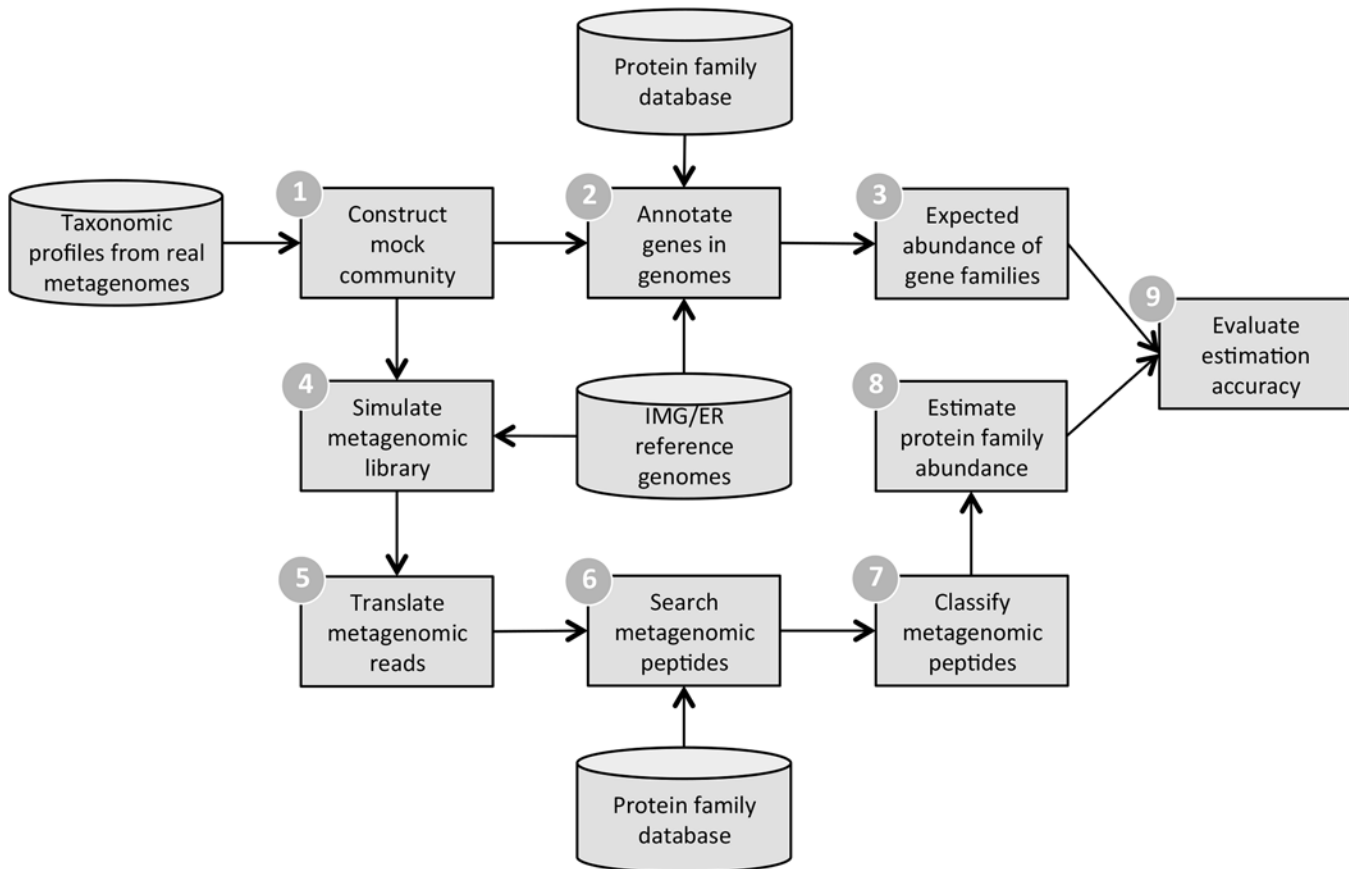 Protein family
database
Taxonomic
profiles from real
metagenomes
1
Construct
mock
community
2
Annotate
genes in
genomes
3
Expected
abundance of
gene families
9
Evaluate
estimation
accuracy
4
Simulate
metagenomic
library
IMG/ER
reference
genomes
8
Estimate
protein family
abundance
5
Translate
metagenomic
reads
6
Search
metagenomic
peptides
7
Classify
metagenomic
peptides
Protein family
database